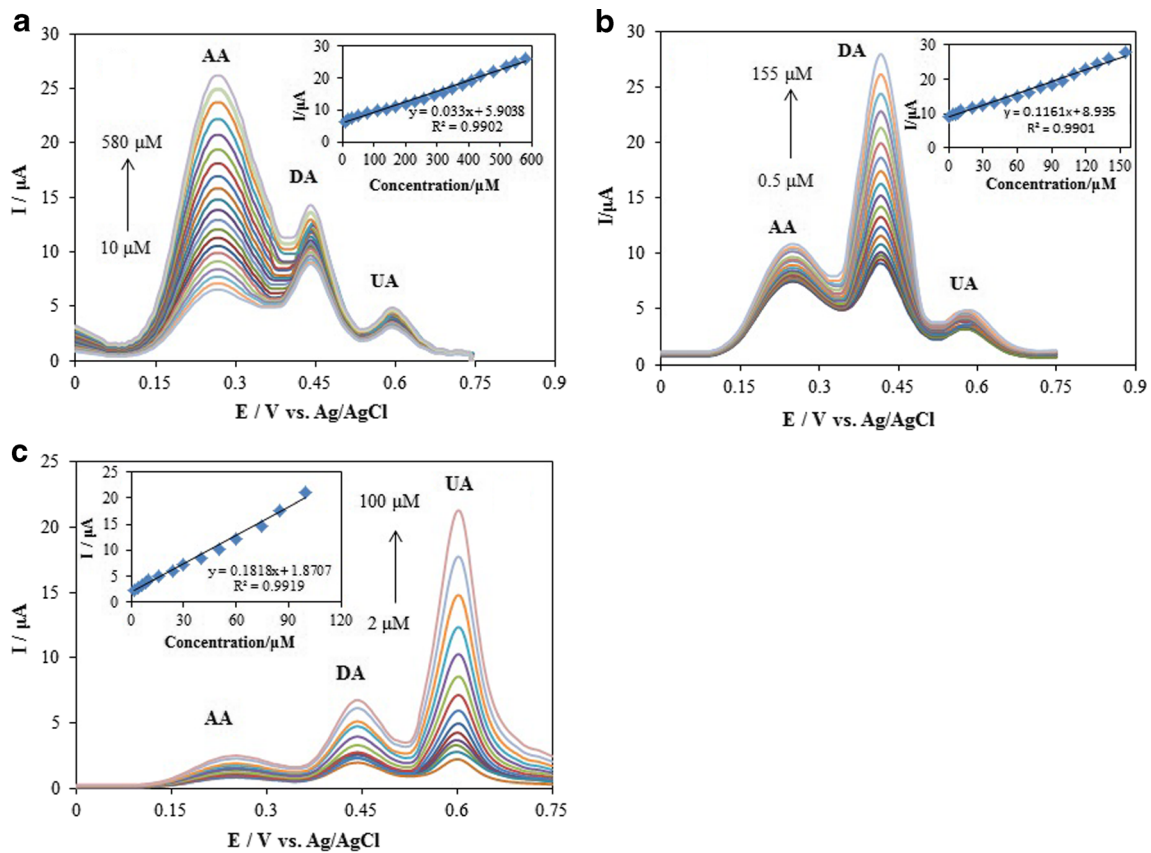 a
30
25
20
15
10
5
0
I / µA
AA
DA
UA
580 µM
10 µM
0 0.15 0.3 0.45 0.6 0.75 0.9
E / V vs. Ag/AgCl
30
20
10
0
I/µA
y = 0.033x+5.9038
R² = 0.9902
0 100 200 300 400 500 600
Concentration/µM
b
30
25
20
15
10
5
0
I/µA
DA
AA
UA
155 µM
0.5 µM
0 0.15 0.3 0.45 0.6 0.75 0.9
E / V vs. Ag/AgCl
30
20
10
0
I/µA
y = 0.1161x+8.935
R² = 0.9901
0 30 60 90 120 150
Concentration/µM
c
25
20
15
10
5
0
I / µA
UA
DA
AA
100 µM
2 µM
0 0.15 0.3 0.45 0.6 0.75
E / V vs. Ag/AgCl
25
20
15
10
5
0
I / µA
y = 0.1818x+1.8707
R² = 0.9919
0 30 60 90 120
Concentration/µM